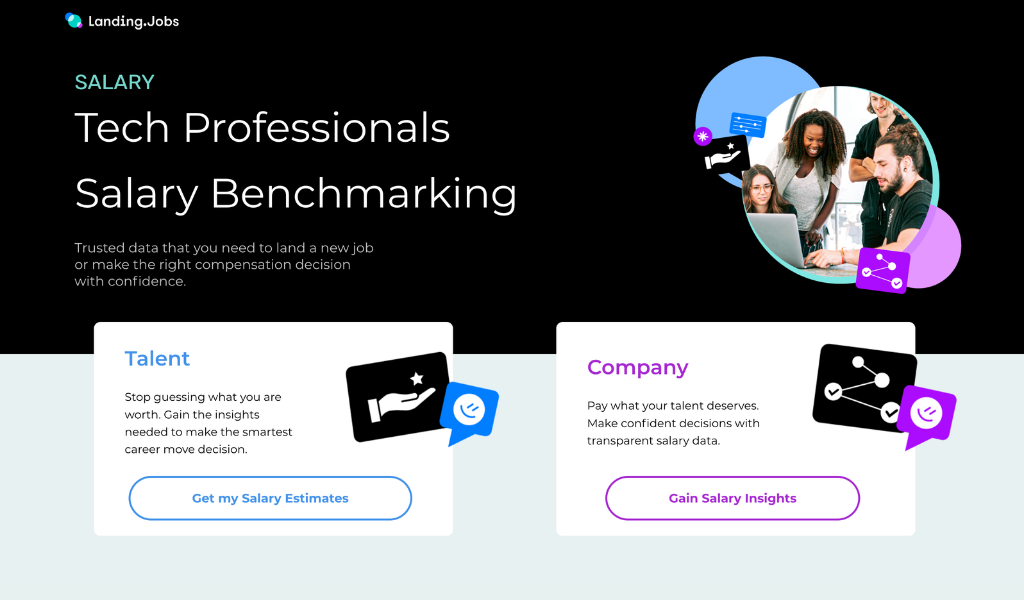 Landing.Jobs
SALARY
Tech Professionals
Salary Benchmarking
Trusted data that you need to land a new job
or make the right compensation decision
with confidence.
Talent
Stop guessing what you are
worth. Gain the insights
needed to make the smartest
career move decision.
Get my Salary Estimates
Company
Pay what your talent deserves.
Make confident decisions with
transparent salary data.
Gain Salary Insights